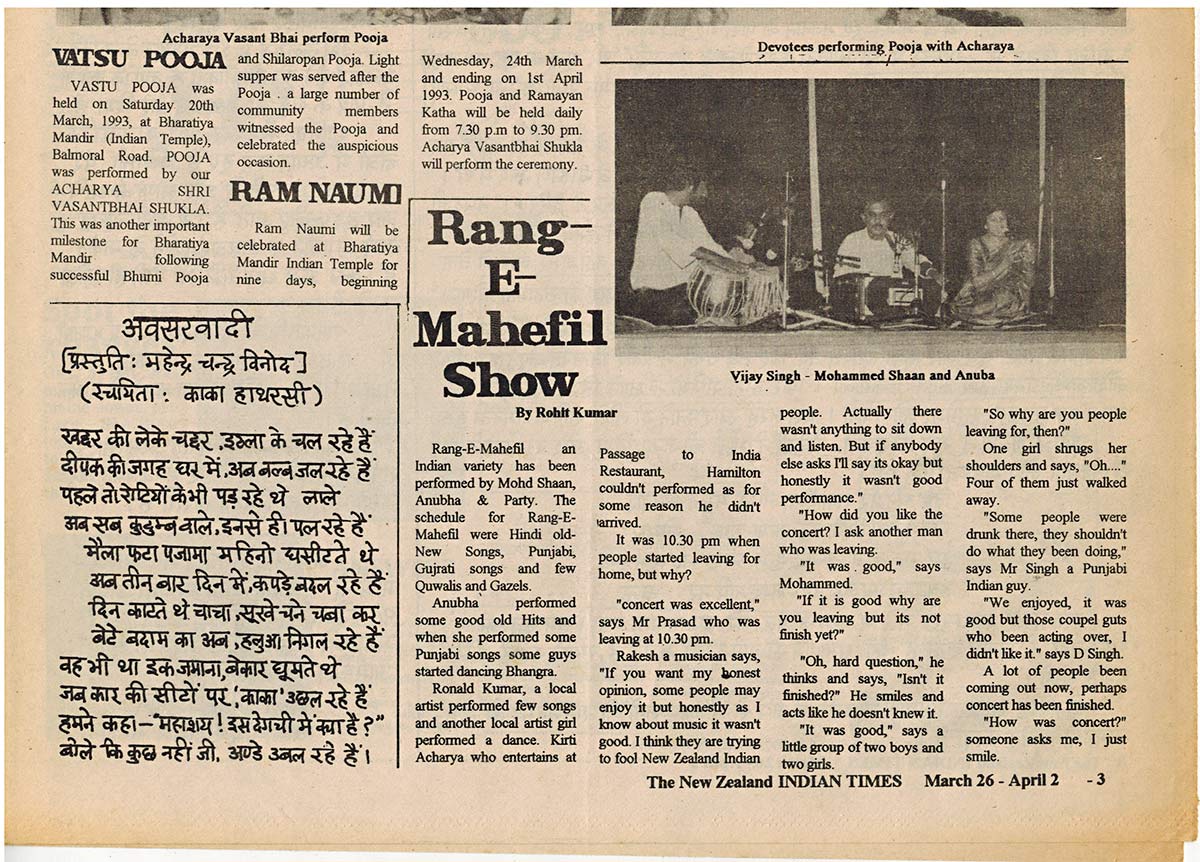 Acharaya Vasant Bhai perform Pooja
VATSU POOJA
VASTU POOJA was
held on Saturday 20th
March, 1993, at Bharatiya
Mandir (Indian Temple),
Balmoral Road. POOJA
was performed by our
ACHARYA SHRI
VASANTBHAI SHUKLA.
This was another important
milestone for Bharatiya
Mandir following
successful Bhumi Pooja
and Shilaropan Pooja. Light
supper was served after the
Pooja . a large number of
community members
witnessed the Pooja and
celebrated the auspicious
occasion.
RAM NAUMI
Ram Naumi will be
celebrated at Bharatiya
Mandir Indian Temple for
nine days, beginning
Wednesday, 24th March
and ending on 1st April
1993. Pooja and Ramayan
Katha will be held daily
from 7.30 p.m to 9.30 pm.
Acharya Vasantbhai Shukla
will perform the ceremony.
Devotees performing Pooja with Acharaya
अवसरवादी
[प्रस्तुति : महेन्द्र चन्द्र विनोद]
(रचयिता : काका हाथरसी)
खद्दर की लेके चद्दर, इठला के चल रहे हैं
दीपक की जगह घर में, अब बल्ब जल रहे हैं
पहले तो रोटियों के भी पड़ रहे थे लाले
अब सब कुटुम्ब वाले, इनसे ही पल रहे हैं
मैला फटा पजामा महिनो घसीटते थे
अब तीन बार दिन में, कपड़े बदल रहे हैं
दिन काटते थे चाचा, सूखे चने चबा कर
बेटे बदाम का अब, हलुआ निगल रहे हैं
वह भी था इक जमाना, बेकार घूमते थे
जब कार की सीटों पर, 'काका' उछल रहे हैं
हमने कहा - "महाशय ! इस देगची में क्या है ?"
बोले कि कुछ नहीं जी, अण्डे उबल रहे हैं।
Rang-
E-
Mahefil
Show
By Rohit Kumar
Vijay Singh - Mohammed Shaan and Anuba
Rang-E-Mahefil an
Indian variety has been
performed by Mohd Shaan,
Anubha & Party. The
schedule for Rang-E-
Mahefil were Hindi old-
New Songs, Punjabi,
Gujrati songs and few
Quwalis and Gazels.
Anubha performed
some good old Hits and
when she performed some
Punjabi songs some guys
started dancing Bhangra.
Ronald Kumar, a local
artist performed few songs
and another local artist girl
performed a dance. Kirti
Acharya who entertains at
Passage to India
Restaurant, Hamilton
couldn't performed as for
some reason he didn't
arrived.
It was 10.30 pm when
people started leaving for
home, but why?
"concert was excellent,"
says Mr Prasad who was
leaving at 10.30 pm.
Rakesh a musician says,
"If you want my honest
opinion, some people may
enjoy it but honestly as I
know about music it wasn't
good. I think they are trying
to fool New Zealand Indian
people. Actually there
wasn't anything to sit down
and listen. But if anybody
else asks I'll say its okay but
honestly it wasn't good
performance."
"How did you like the
concert? I ask another man
who was leaving.
"It was good," says
Mohammed.
"If it is good why are
you leaving but its not
finish yet?"
"Oh, hard question," he
thinks and says, "Isn't it
finished?" He smiles and
acts like he doesn't knew it.
"It was good," says a
little group of two boys and
two girls.
"So why are you people
leaving for, then?"
One girl shrugs her
shoulders and says, "Oh...."
Four of them just walked
away.
"Some people were
drunk there, they shouldn't
do what they been doing,"
says Mr Singh a Punjabi
Indian guy.
"We enjoyed, it was
good but those coupel guts
who been acting over, I
didn't like it." says D Singh.
A lot of people been
coming out now, perhaps
concert has been finished.
"How was concert?"
someone asks me, I just
smile.
The New Zealand INDIAN TIMES March 26 - April 2 - 3